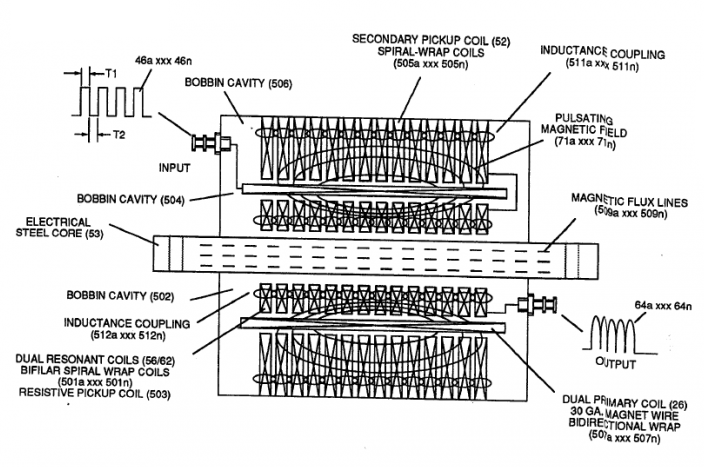 SECONDARY PICKUP COIL (52)
SPIRAL-WRAP COILS
(505a xxx 505n)
INDUCTANCE COUPLING
(511a xxx 511n)
46a xxx 46n
T1
T2
BOBBIN CAVITY (506)
PULSATING
MAGNETIC FIELD
(71a xxx 71n)
INPUT
BOBBIN CAVITY (504)
MAGNETIC FLUX LINES
(509a xxx 509n)
ELECTRICAL
STEEL CORE (53)
BOBBIN CAVITY (502)
INDUCTANCE COUPLING
(512a xxx 512n)
64a xxx 64n
OUTPUT
DUAL RESONANT COILS (56/62)
BIFILAR SPIRAL WRAP COILS
(501a xxx 501n)
RESISTIVE PICKUP COIL (503)
DUAL PRIMARY COIL (26)
30 GA. MAGNET WIRE
BIDIRECTIONAL WRAP
(507a xxx 507n)